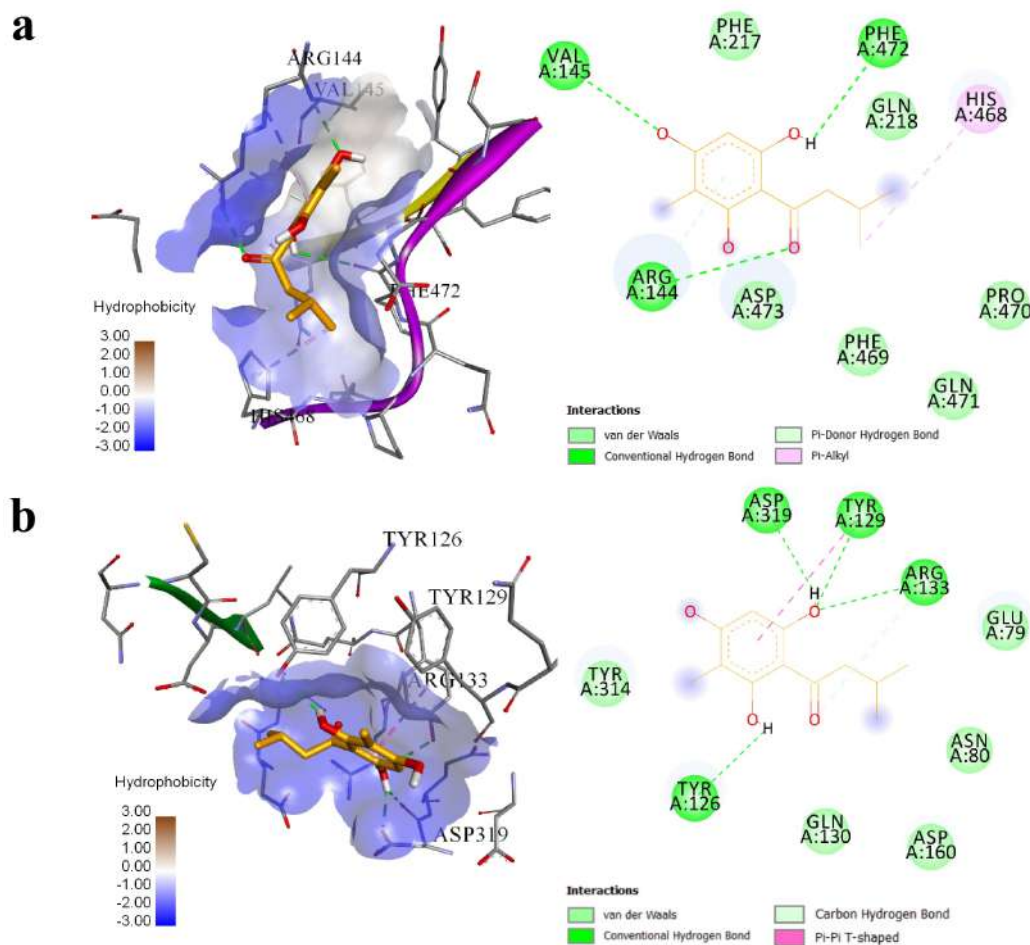 a
ARG144
VAL145
PHE472
HIS468
Hydrophobicity
3.00
2.00
1.00
0.00
-1.00
-2.00
-3.00
PHE
A:217
VAL
A:145
PHE
A:472
GLN
A:218
HIS
A:468
O
O
H
O
O
ARG
A:144
ASP
A:473
PRO
A:470
PHE
A:469
GLN
A:471
Interactions
van der Waals
Conventional Hydrogen Bond
Pi-Donor Hydrogen Bond
Pi-Alkyl
b
TYR126
TYR129
ARG133
ASP319
Hydrophobicity
3.00
2.00
1.00
0.00
-1.00
-2.00
-3.00
ASP
A:319
TYR
A:129
ARG
A:133
GLU
A:79
H
O
O
O
H
O
TYR
A:314
ASN
A:80
TYR
A:126
GLN
A:130
ASP
A:160
Interactions
van der Waals
Conventional Hydrogen Bond
Carbon Hydrogen Bond
Pi-Pi T-shaped